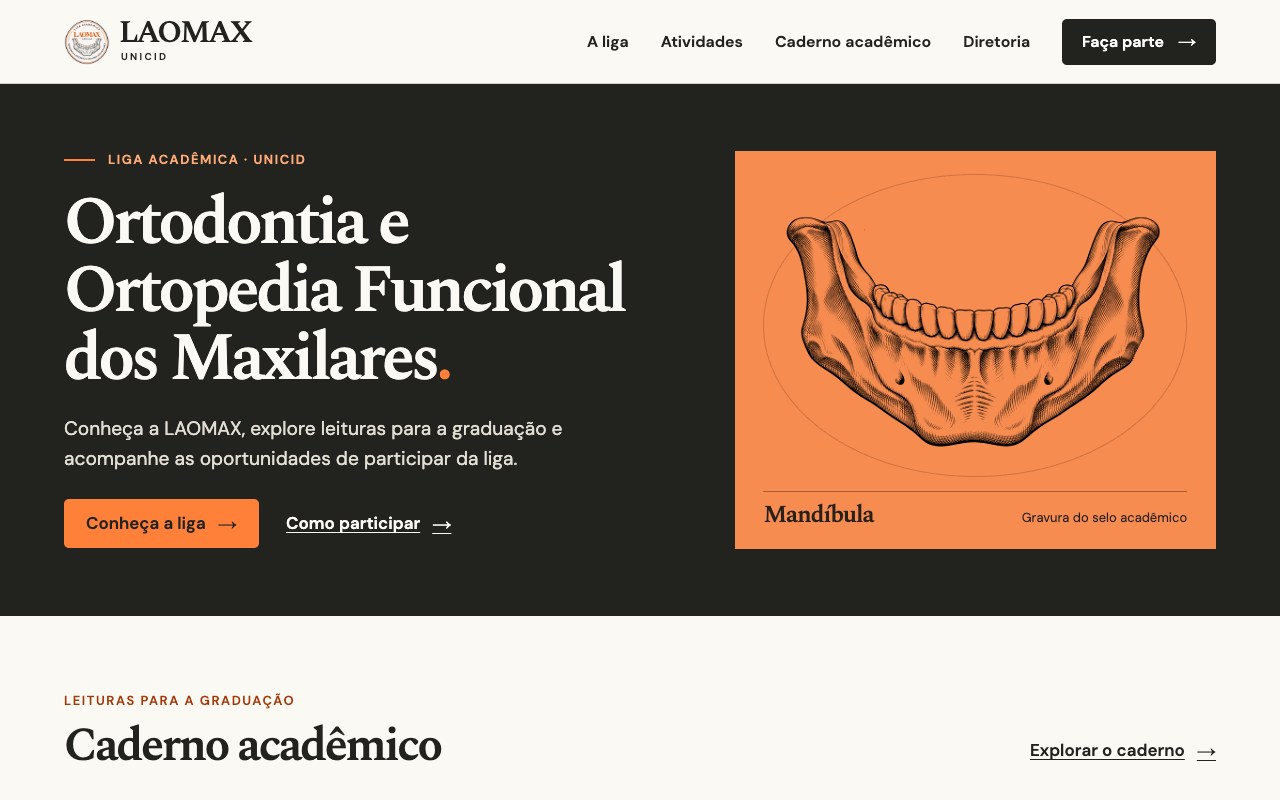 LAOMAX
LAOMAX
UNICID
A liga
Atividades
Caderno acadêmico
Diretoria
Faça parte →
LIGA ACADÊMICA · UNICID
Ortodontia e
Ortopedia Funcional
dos Maxilares.
Conheça a LAOMAX, explore leituras para a graduação e
acompanhe as oportunidades de participar da liga.
Conheça a liga →
Como participar →
Mandíbula
Gravura do selo acadêmico
LEITURAS PARA A GRADUAÇÃO
Caderno acadêmico
Explorar o caderno →